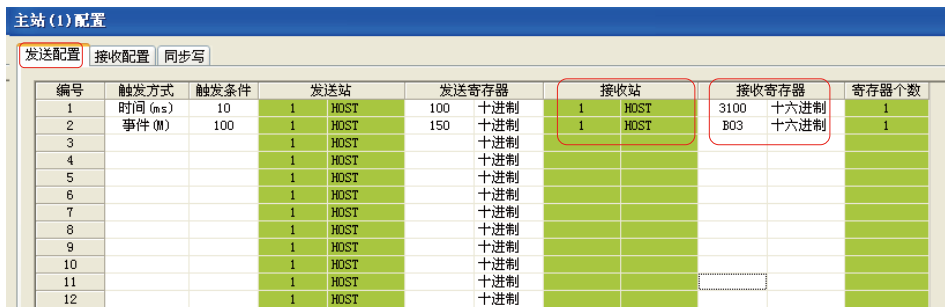 主站(1)配置
发送配置 接收配置 同步写
编号 触发方式 触发条件 发送站 发送寄存器 接收站 接收寄存器 寄存器个数
1 时间(ms) 10 1 HOST 100 十进制 1 HOST 3100 十六进制 1
2 事件(M) 100 1 HOST 150 十进制 1 HOST B03 十六进制 1
3 1 HOST 十进制
4 1 HOST 十进制
5 1 HOST 十进制
6 1 HOST 十进制
7 1 HOST 十进制
8 1 HOST 十进制
9 1 HOST 十进制
10 1 HOST 十进制
11 1 HOST 十进制
12 1 HOST 十进制